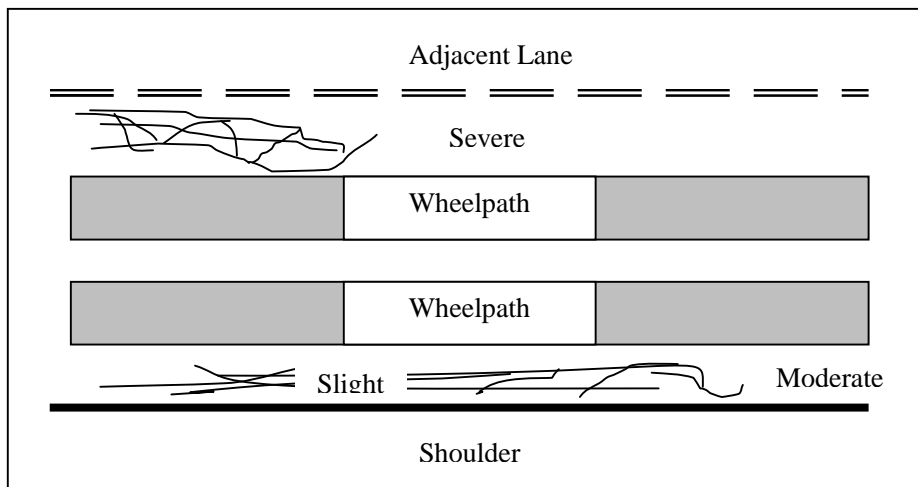 Adjacent Lane
Severe
Wheelpath
Wheelpath
Slight
Moderate
Shoulder